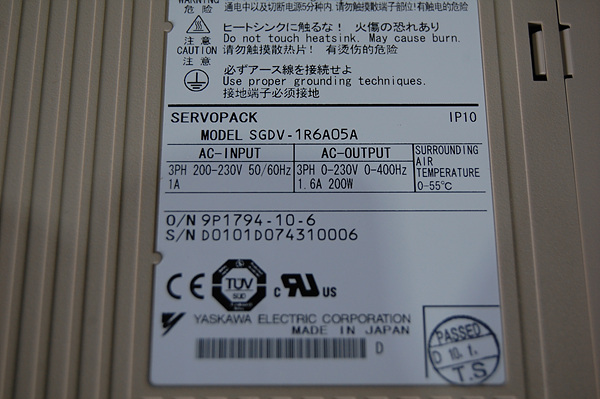 WARNING
危险 通电中以及切断电源5分钟内,请勿触摸端子部位!有触电的危险
ヒートシンクに触るな! 火傷の恐れあり
注意 Do not touch heatsink. May cause burn.
CAUTION 请勿触摸散热片! 有烫伤的危险
注意
必ずアース線を接続せよ
Use proper grounding techniques.
接地端子必须接地
SERVOPACK IP10
MODEL SGDV-1R6A05A
AC-INPUT AC-OUTPUT SURROUNDING
AIR
TEMPERATURE
0-55℃
3PH 200-230V 50/60Hz 3PH 0-230V 0-400Hz
1A 1.6A 200W
O/N 9P1794-10-6
S/N D0101D074310006
CE TÜV SÜD c RU US
YASKAWA ELECTRIC CORPORATION
MADE IN JAPAN
D
PASSED
D 10.1.
T.S